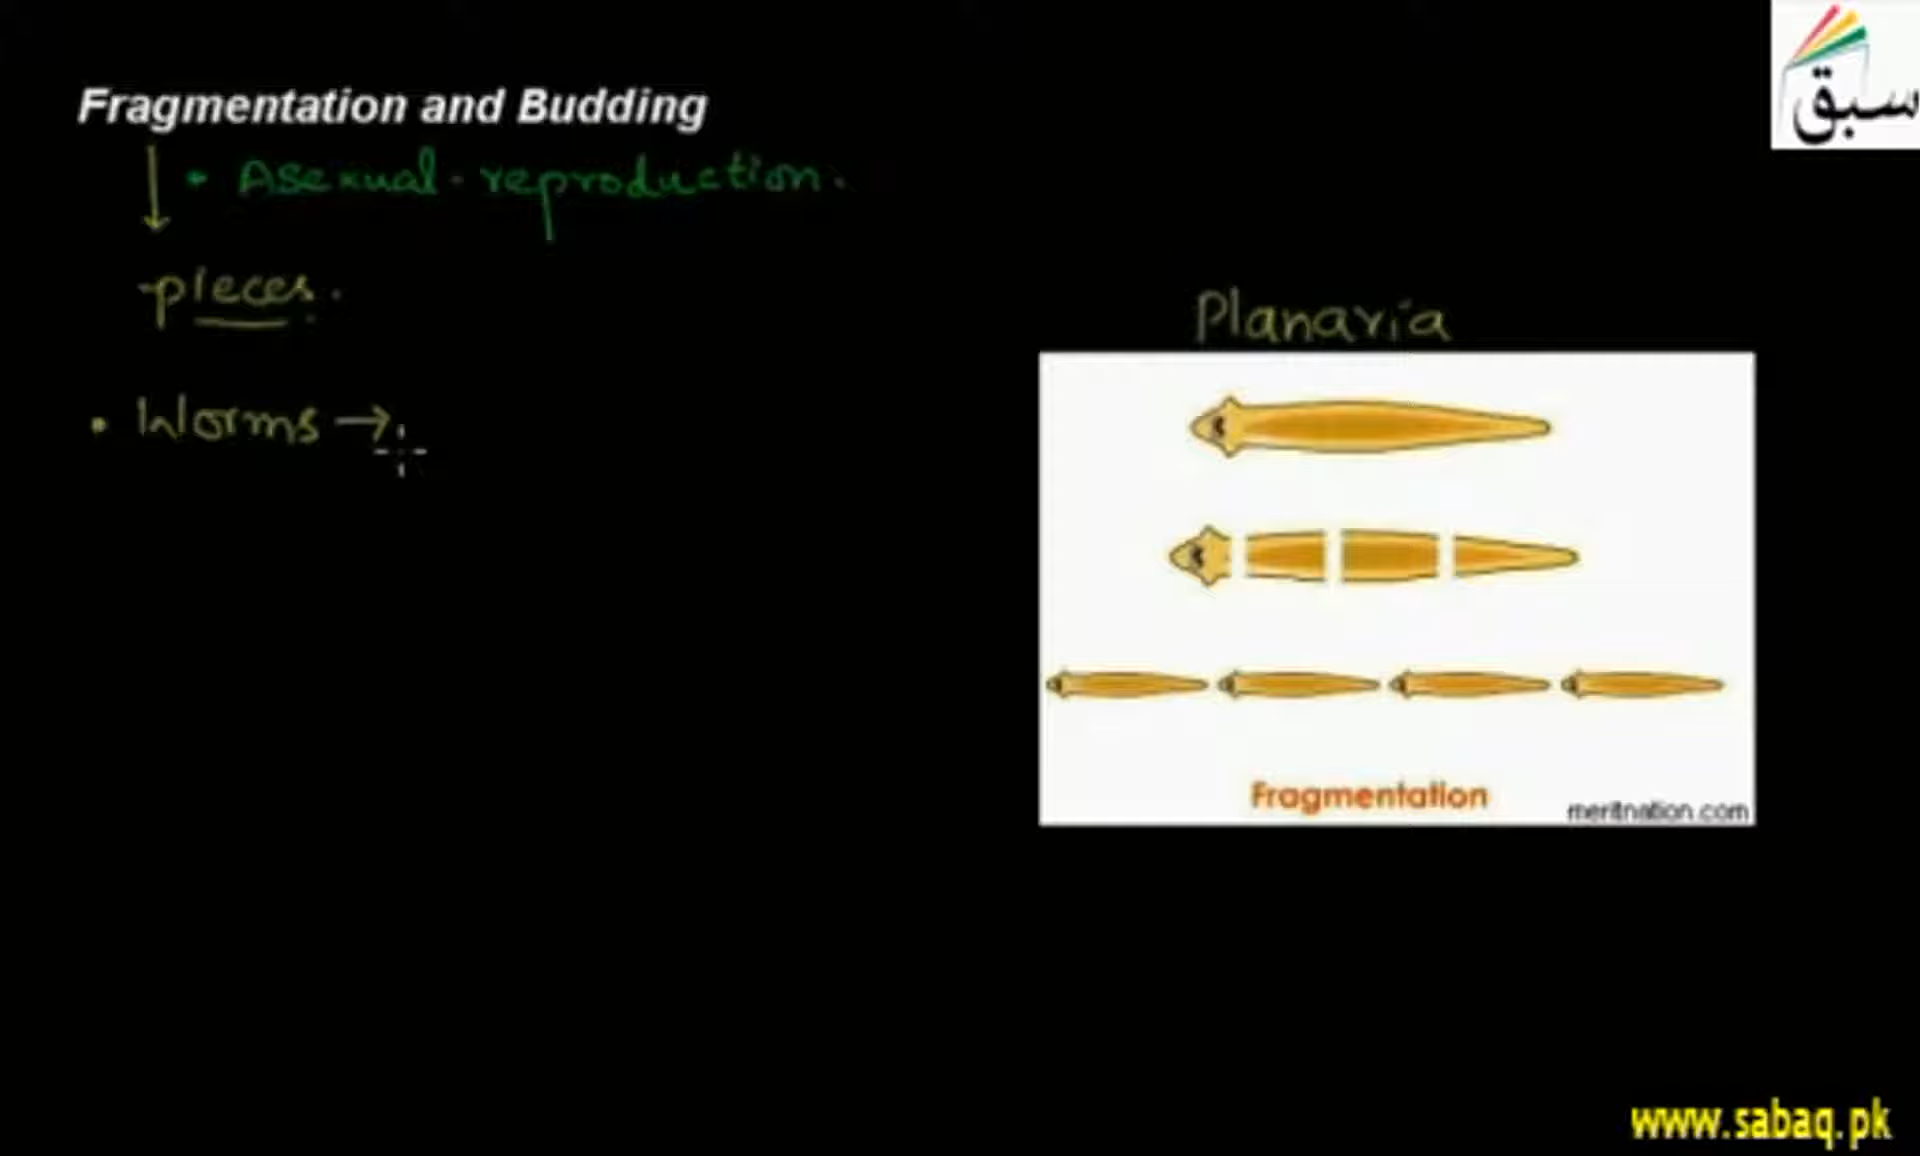 سبق
Fragmentation and Budding
• Asexual - reproduction.
pieces.
Planaria
• Worms →
Fragmentation
meritnation.com
www.sabaq.pk